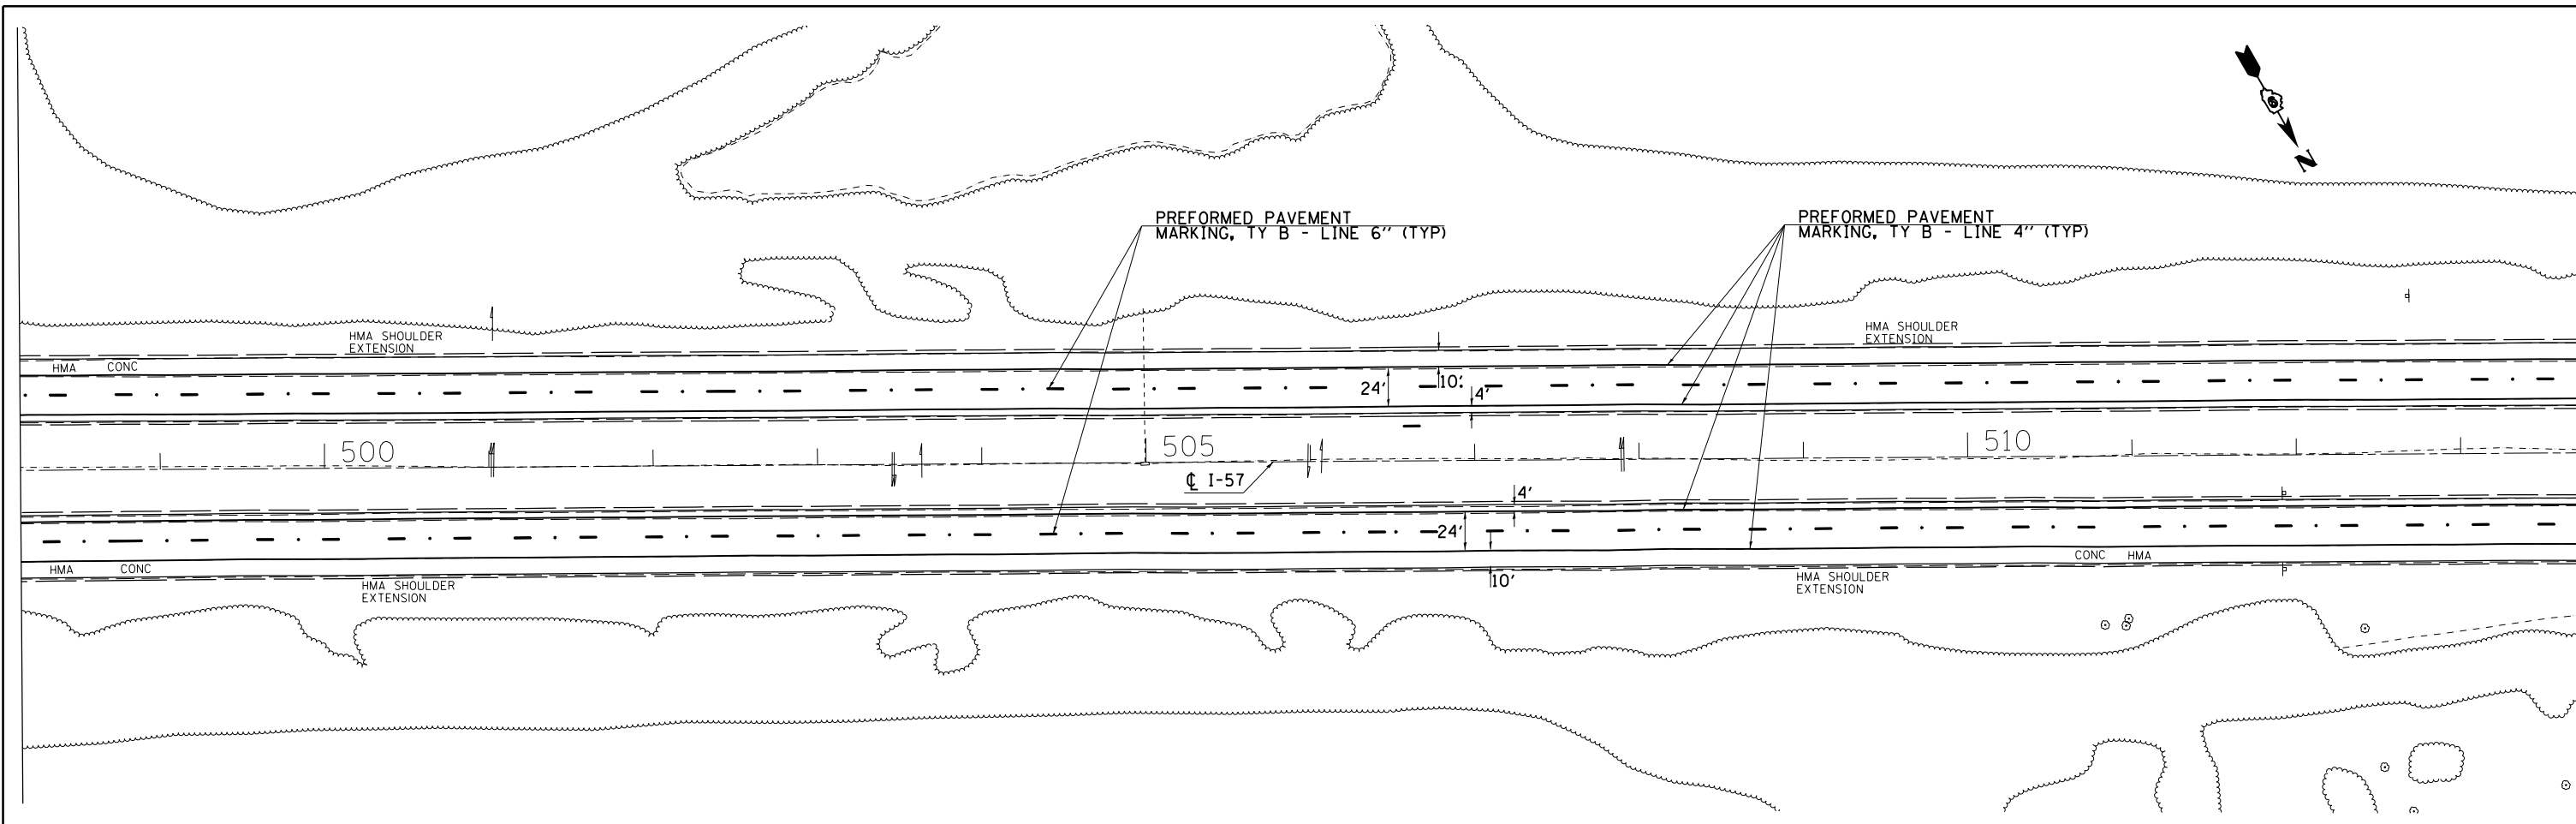 N
PREFORMED PAVEMENT
MARKING, TY B - LINE 6'' (TYP)
PREFORMED PAVEMENT
MARKING, TY B - LINE 4'' (TYP)
HMA SHOULDER
EXTENSION
HMA SHOULDER
EXTENSION
HMA CONC
24'
10'
4'
500
505
510
℄ I-57
4'
24'
10'
HMA CONC
CONC HMA
HMA SHOULDER
EXTENSION
HMA SHOULDER
EXTENSION